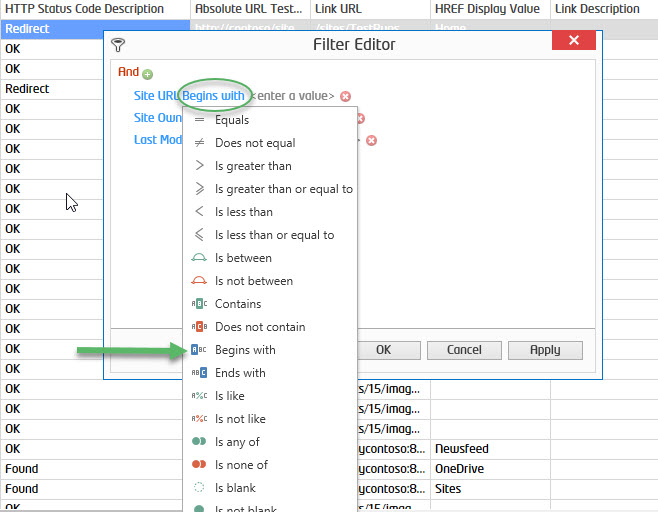 HTTP Status Code Description Absolute URL Test... Link URL HREF Display Value Link Description
Redirect http://contoso/site... /sites/TestRuns Home
OK
Filter Editor
OK
And
Redirect
Site URL Begins with <enter a value>
OK
Site Own
Equals
OK
Last Mod
Does not equal
OK
Is greater than
OK
Is greater than or equal to
OK
Is less than
OK
Is less than or equal to
OK
Is between
OK
Is not between
OK
Contains
OK
Does not contain
OK
Begins with
OK Cancel Apply
OK
Ends with
OK s/15/imag...
Is like
OK s/15/imag...
Is not like
OK s/15/imag...
Is any of
OK ycontoso:8... Newsfeed
Is none of
Found ycontoso:8... OneDrive
Is blank
Found ycontoso:8... Sites
Is not blank
OK